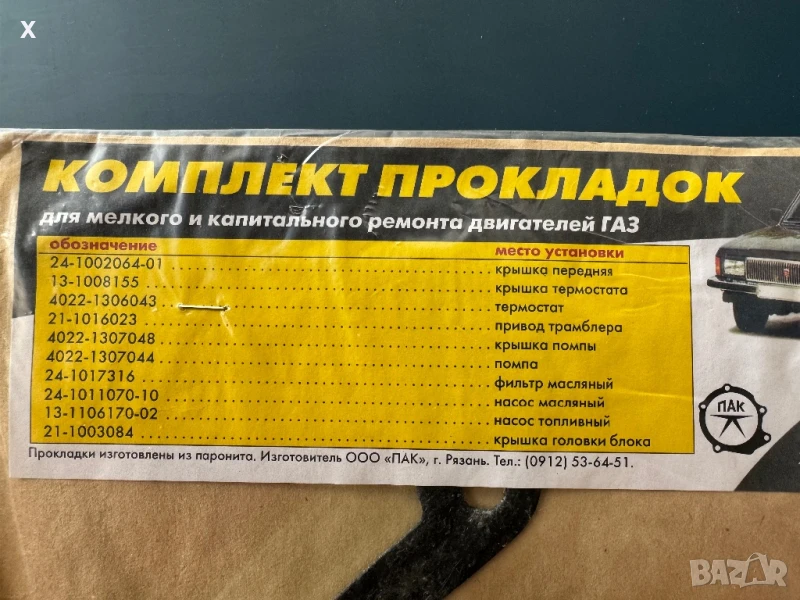 X
КОМПЛЕКТ ПРОКЛАДОК
для мелкого и капитального ремонта двигателей ГАЗ
обозначение место установки
24-1002064-01 крышка передняя
13-1008155 крышка термостата
4022-1306043 термостат
21-1016023 привод трамблера
4022-1307048 крышка помпы
4022-1307044 помпа
24-1017316 фильтр масляный
24-1011070-10 насос масляный
13-1106170-02 насос топливный
21-1003084 крышка головки блока
ПАК
Прокладки изготовлены из паронита. Изготовитель ООО «ПАК», г. Рязань. Тел.: (0912) 53-64-51.
BAZAR